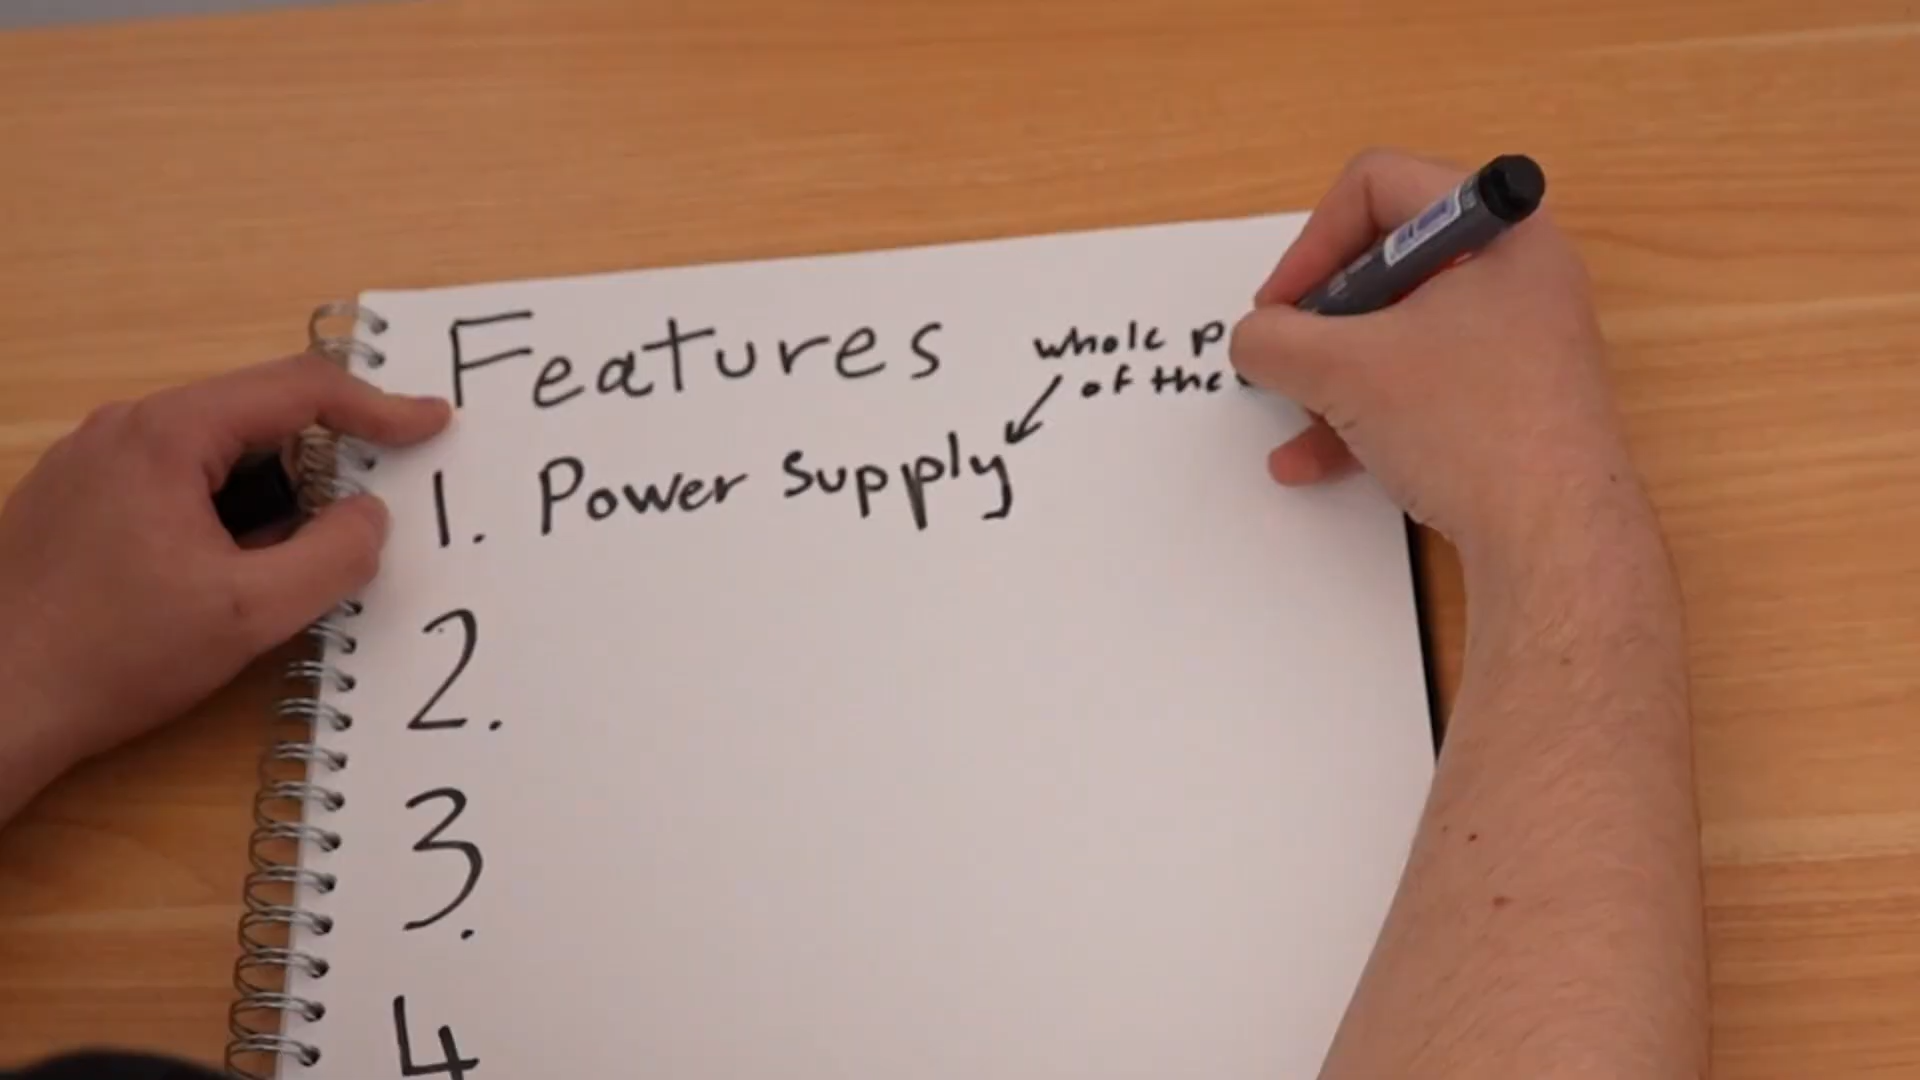 Features
whole p
of the
1. Power Supply
2.
3.
4